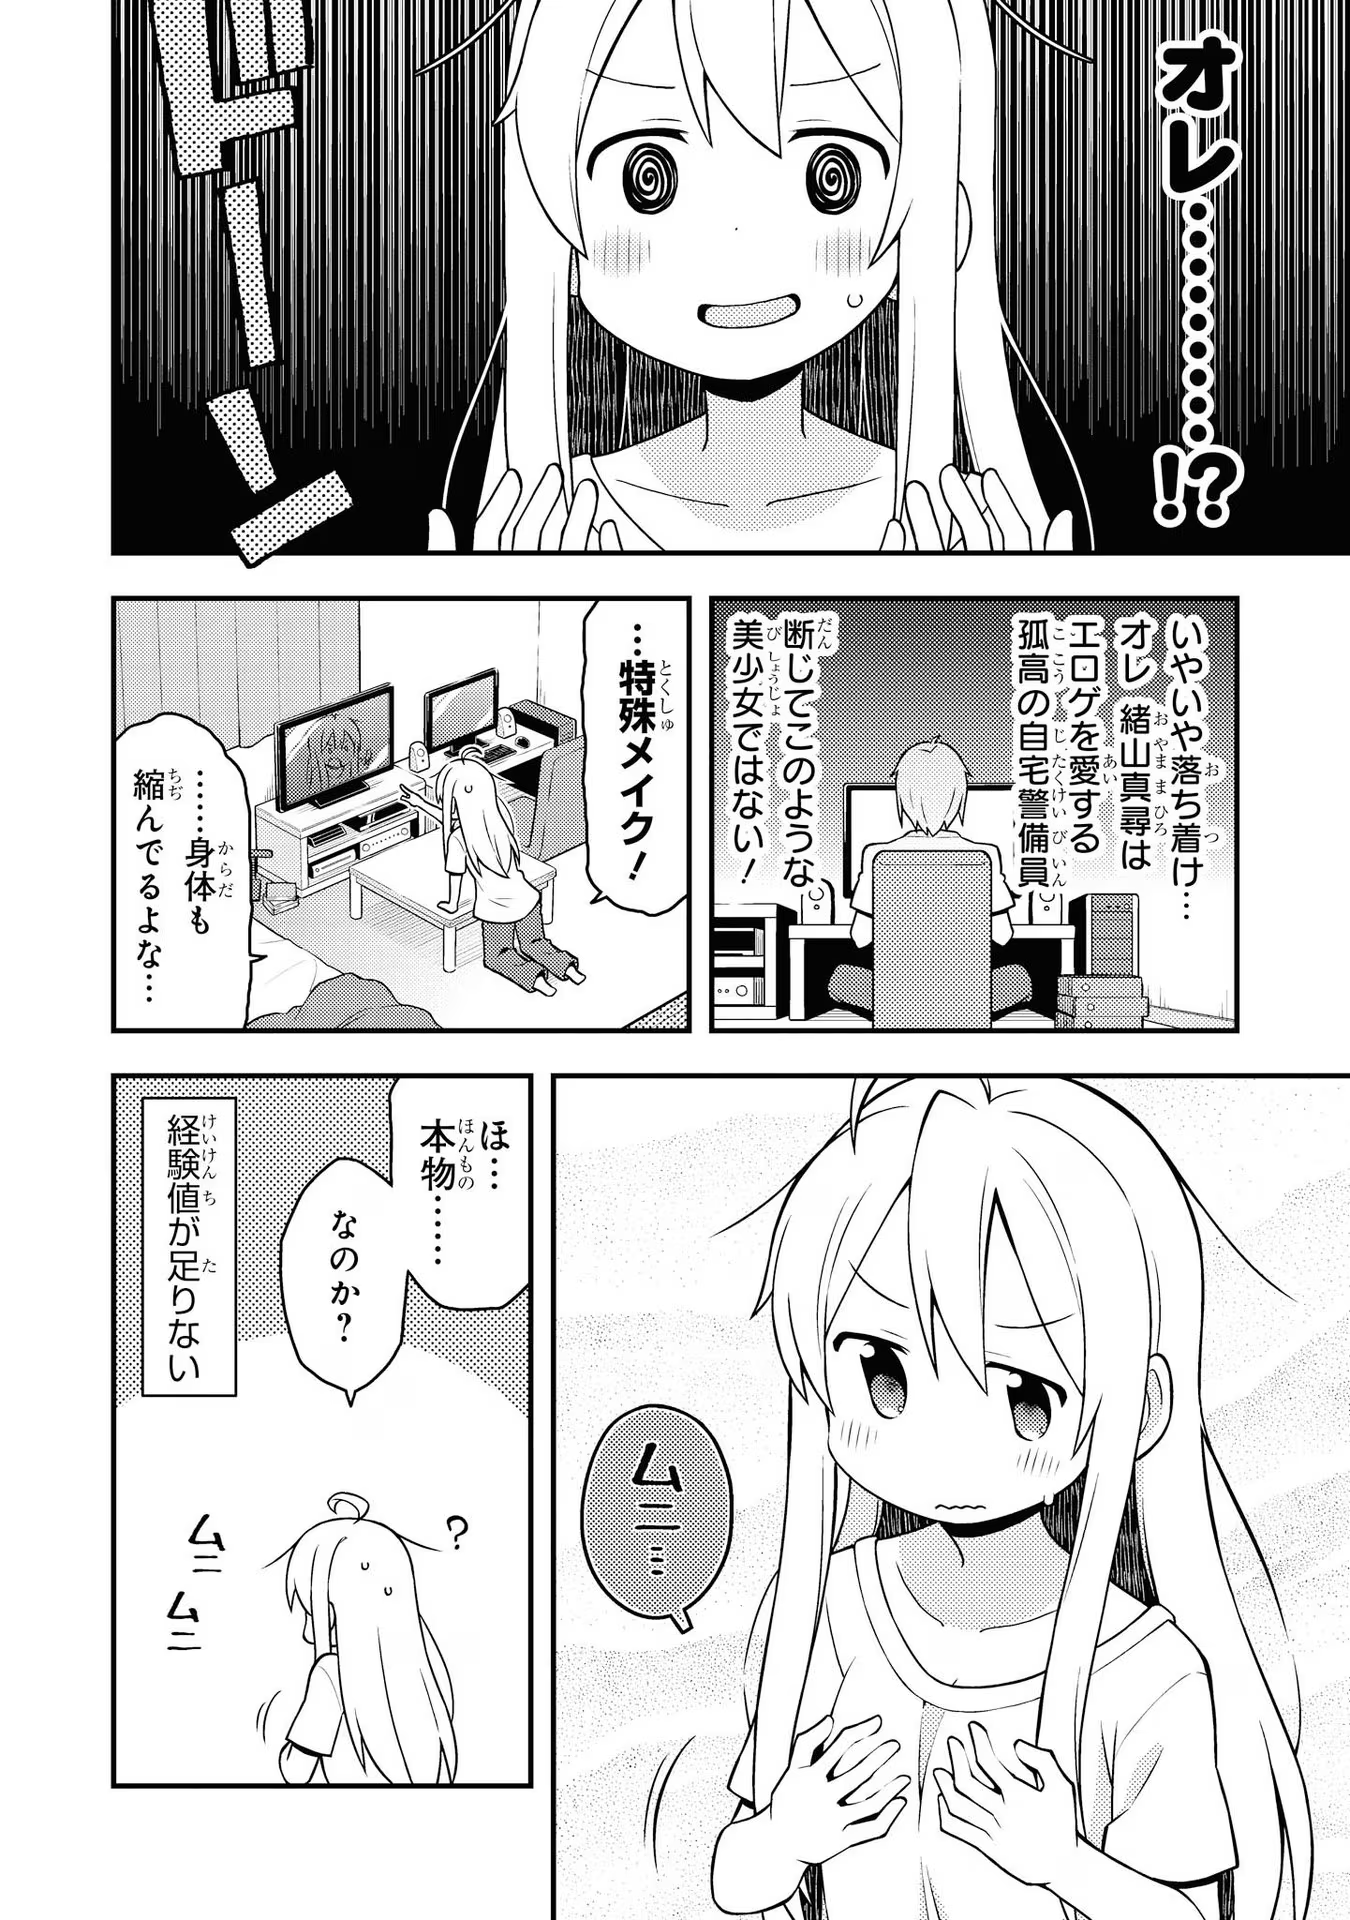 オレ………!?
ドーン
いやいや落ち着け…
オレ 緒山真尋は
エロゲを愛する
孤高の自宅警備員
断じてこのような
美少女ではない！
…特殊メイク！
……身体も
縮んでるよな…
ムニ…
ほ…
本物……
なのか？
経験値が足りない
？
ムニ
ムニ